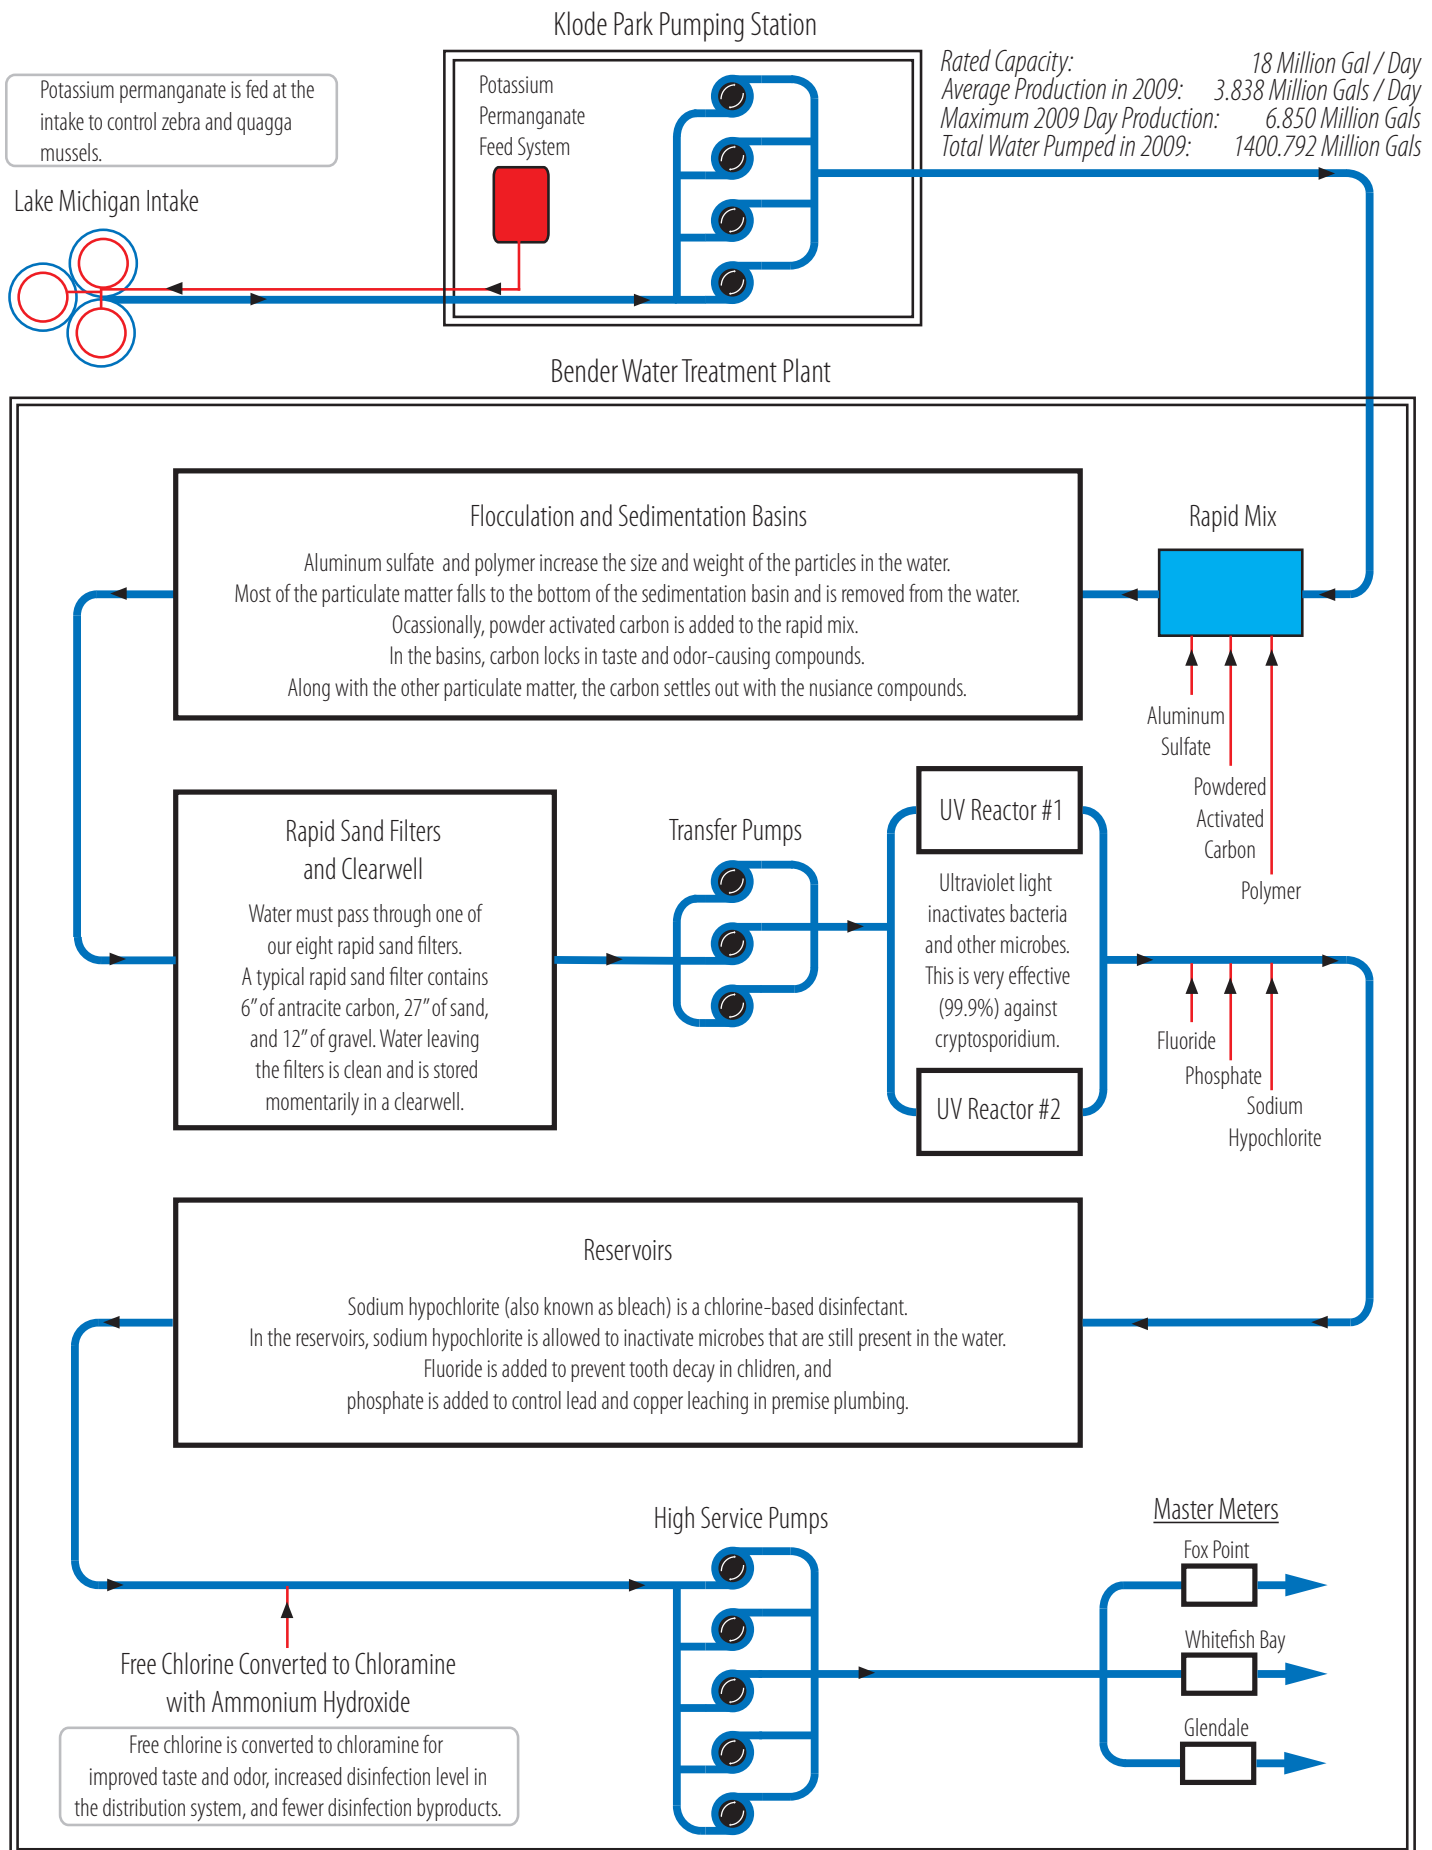 Klode Park Pumping Station
Rated Capacity: 18 Million Gal / Day
Average Production in 2009: 3.838 Million Gals / Day
Maximum 2009 Day Production: 6.850 Million Gals
Total Water Pumped in 2009: 1400.792 Million Gals
Potassium permanganate is fed at the
intake to control zebra and quagga
mussels.
Potassium
Permanganate
Feed System
Lake Michigan Intake
Bender Water Treatment Plant
Flocculation and Sedimentation Basins
Aluminum sulfate and polymer increase the size and weight of the particles in the water.
Most of the particulate matter falls to the bottom of the sedimentation basin and is removed from the water.
Ocassionally, powder activated carbon is added to the rapid mix.
In the basins, carbon locks in taste and odor-causing compounds.
Along with the other particulate matter, the carbon settles out with the nusiance compounds.
Rapid Mix
Aluminum
Sulfate
Powdered
Activated
Carbon
Polymer
Rapid Sand Filters
and Clearwell
Water must pass through one of
our eight rapid sand filters.
A typical rapid sand filter contains
6” of antracite carbon, 27” of sand,
and 12” of gravel. Water leaving
the filters is clean and is stored
momentarily in a clearwell.
Transfer Pumps
UV Reactor #1
Ultraviolet light
inactivates bacteria
and other microbes.
This is very effective
(99.9%) against
cryptosporidium.
UV Reactor #2
Fluoride
Phosphate
Sodium
Hypochlorite
Reservoirs
Sodium hypochlorite (also known as bleach) is a chlorine-based disinfectant.
In the reservoirs, sodium hypochlorite is allowed to inactivate microbes that are still present in the water.
Fluoride is added to prevent tooth decay in chlidren, and
phosphate is added to control lead and copper leaching in premise plumbing.
Free Chlorine Converted to Chloramine
with Ammonium Hydroxide
Free chlorine is converted to chloramine for
improved taste and odor, increased disinfection level in
the distribution system, and fewer disinfection byproducts.
High Service Pumps
Master Meters
Fox Point
Whitefish Bay
Glendale